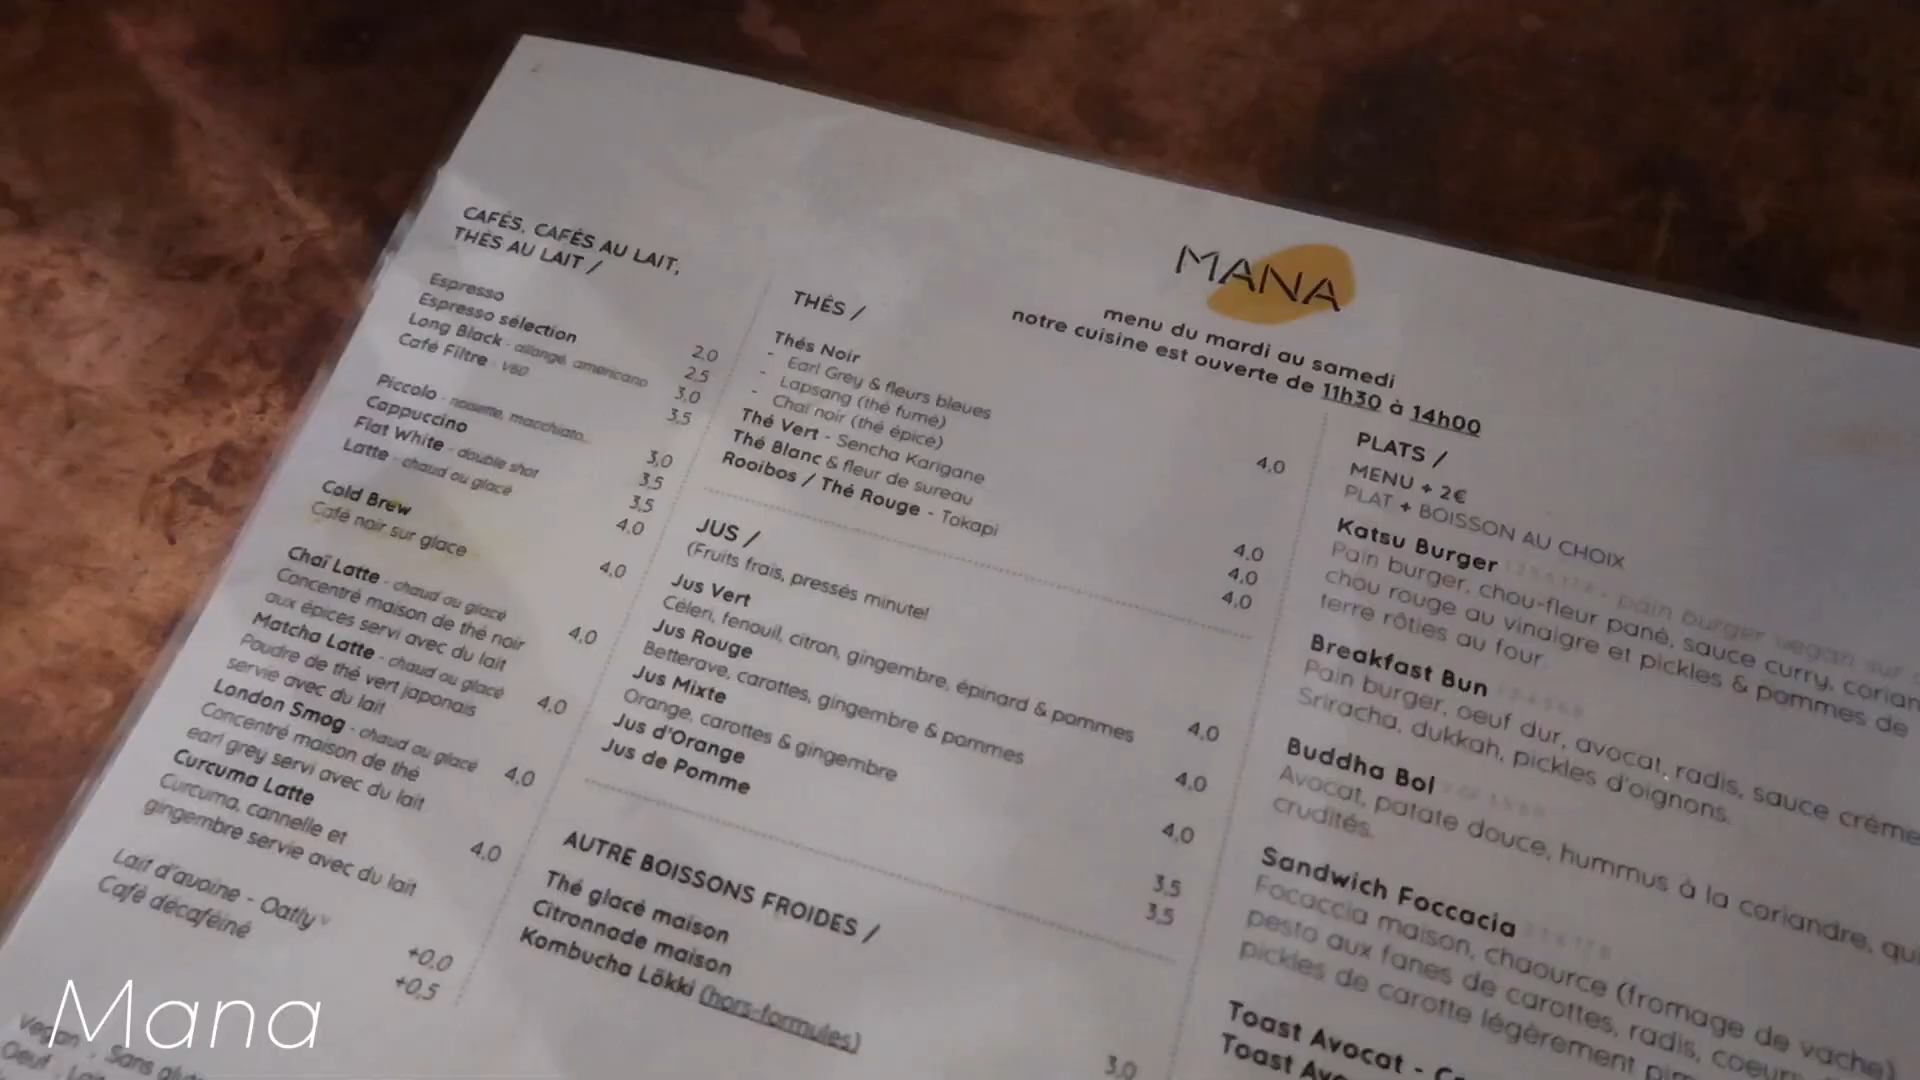 MANA
menu du mardi au samedi
notre cuisine est ouverte de 11h30 à 14h00
CAFÉS, CAFÉS AU LAIT,
THÉS AU LAIT /
Espresso 2,0
Espresso sélection 2,5
Long Black - allongé, americano 3,0
Café Filtre - V60 3,5
Piccolo - noisette, macchiato... 3,0
Cappuccino 3,5
Flat White - double shot 3,5
Latte - chaud ou glacé 4,0
Cold Brew 4,0
Café noir sur glace
Chaï Latte - chaud ou glacé 4,0
Concentré maison de thé noir
aux épices servi avec du lait
Matcha Latte - chaud ou glacé 4,0
Poudre de thé vert japonais
servie avec du lait
London Smog - chaud ou glacé 4,0
Concentré maison de thé
earl grey servi avec du lait
Curcuma Latte 4,0
Curcuma, cannelle et
gingembre servie avec du lait
Lait d'avoine - Oatly +0,0
Café décaféiné +0,5
Vegan - Sans
Oeuf - Lait
THÉS /
Thés Noir 4,0
- Earl Grey & fleurs bleues
- Lapsang (thé fumé)
- Chaï noir (thé épicé)
Thé Vert - Sencha Karigane 4,0
Thé Blanc & fleur de sureau 4,0
Rooibos / Thé Rouge - Tokapi 4,0
JUS /
(Fruits frais, pressés minute!
Jus Vert 4,0
Céleri, fenouil, citron, gingembre, épinard & pommes
Jus Rouge 4,0
Betterave, carottes, gingembre & pommes
Jus Mixte 4,0
Orange, carottes & gingembre
Jus d'Orange 3,5
Jus de Pomme 3,5
AUTRE BOISSONS FROIDES /
Thé glacé maison 3,0
Citronnade maison
Kombucha Lökki (hors-formules)
PLATS /
MENU + 2€
PLAT + BOISSON AU CHOIX
Katsu Burger pain burger vegan sur
Pain burger, chou-fleur pané, sauce curry, corian
chou rouge au vinaigre et pickles & pommes de
terre rôties au four.
Breakfast Bun
Pain burger, oeuf dur, avocat, radis, sauce crème
Sriracha, dukkah, pickles d'oignons.
Buddha Bol
Avocat, patate douce, hummus à la coriandre, qui
crudités.
Sandwich Foccacia
Focaccia maison, chaource (fromage de vache)
pesto aux fanes de carottes, radis, coeur
pickles de carotte légèrement pim
Toast Avocat -
Toast
Mana